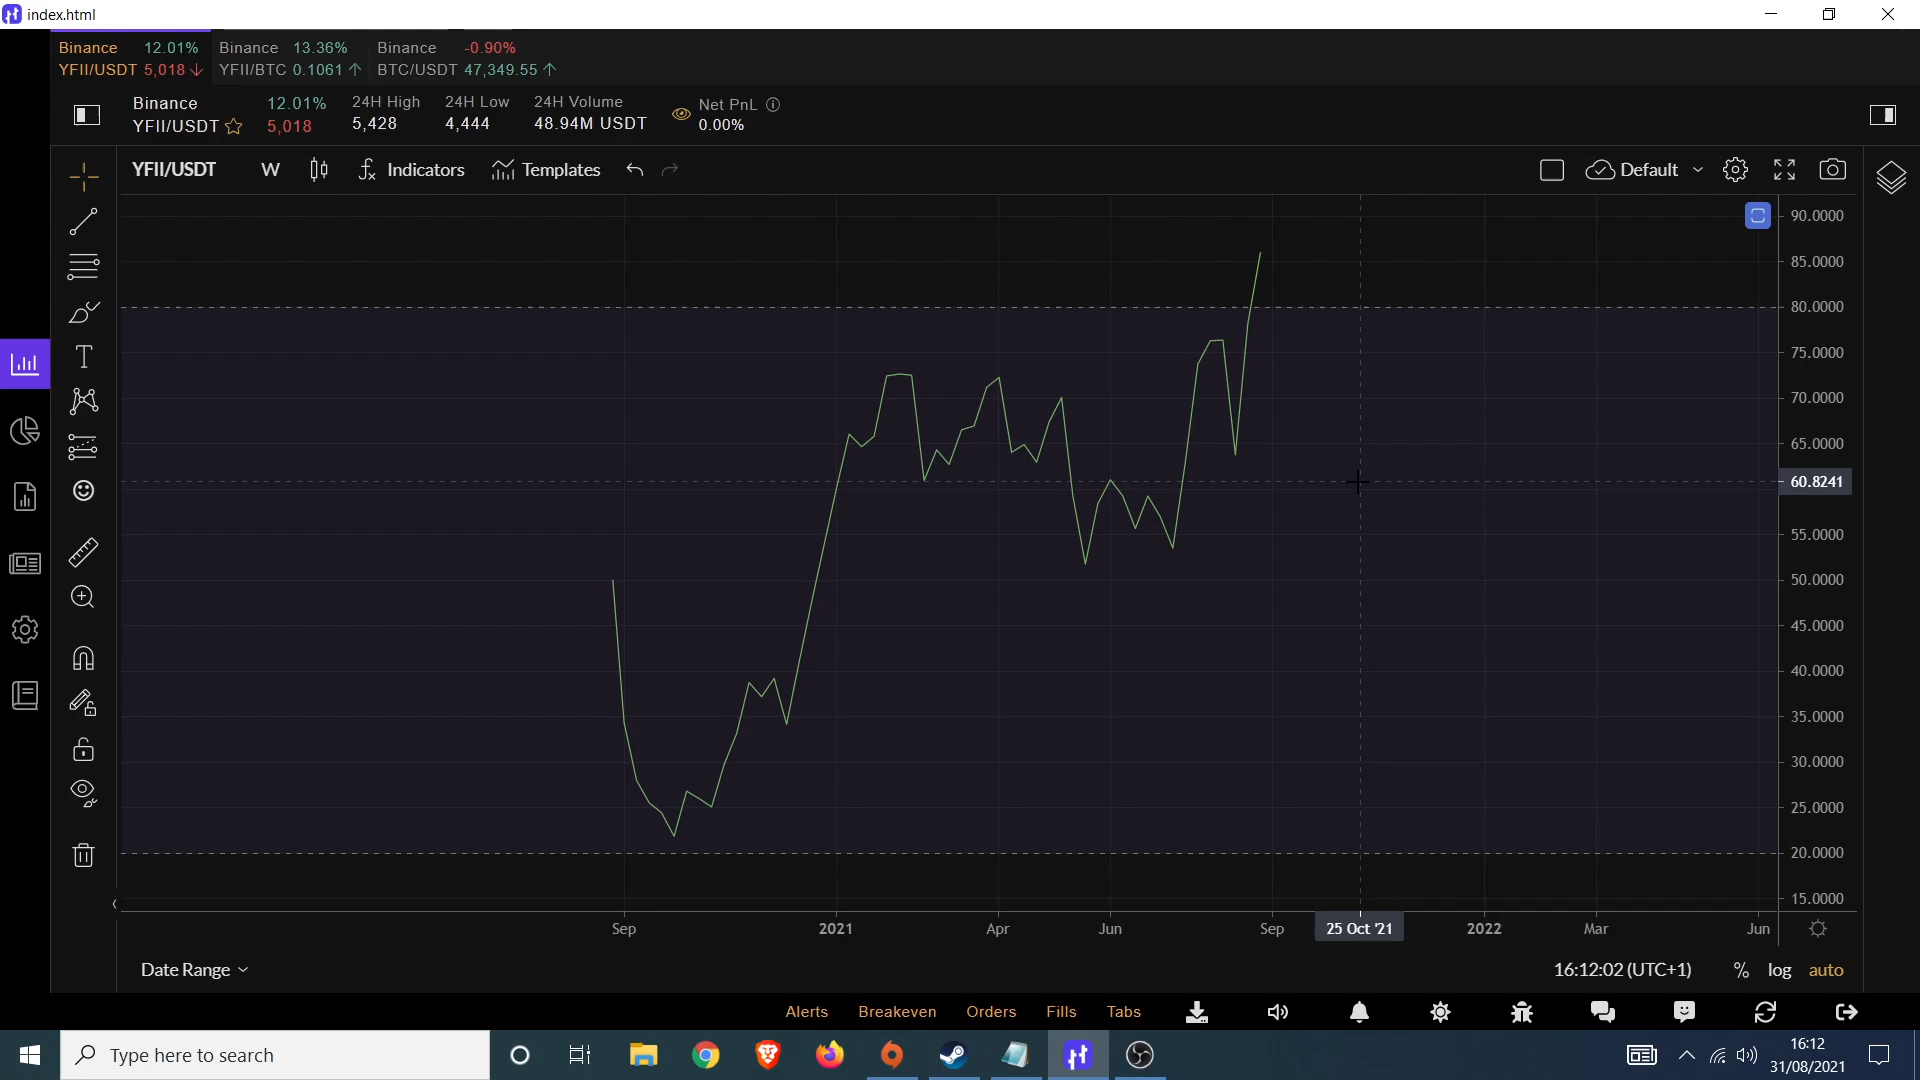 index.html
Binance 12.01% Binance 13.36% Binance -0.90%
YFII/USDT 5,018 YFII/BTC 0.1061 BTC/USDT 47,349.55
Binance 12.01% 24H High 24H Low 24H Volume Net PnL
YFII/USDT 5,018 5,428 4,444 48.94M USDT 0.00%
YFII/USDT W Indicators Templates Default
90.0000
85.0000
80.0000
75.0000
70.0000
65.0000
60.8241
55.0000
50.0000
45.0000
40.0000
35.0000
30.0000
25.0000
20.0000
15.0000
Sep 2021 Apr Jun Sep 25 Oct '21 2022 Mar Jun
Date Range 16:12:02 (UTC+1) % log auto
Alerts Breakeven Orders Fills Tabs
Type here to search
16:12
31/08/2021